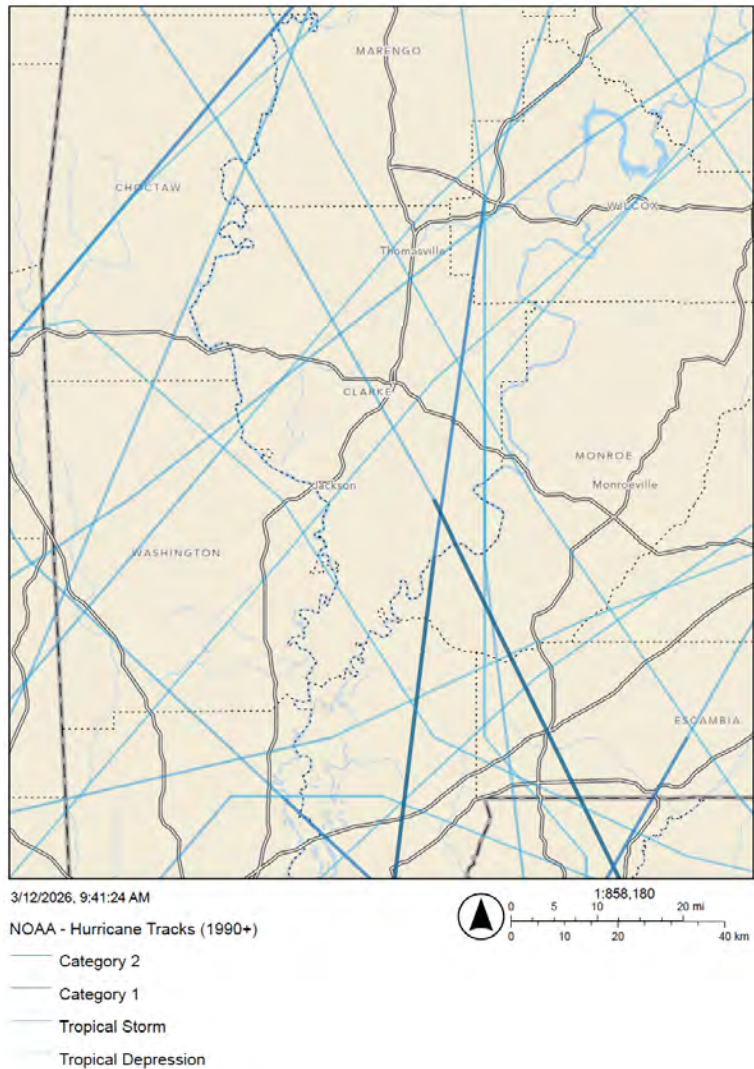 MARENGO
CHOCTAW
WILCOX
Thomasville
CLARKE
MONROE
Jackson
Monroeville
WASHINGTON
ESCAMBIA
3/12/2026, 9:41:24 AM
1:858,180
0 5 10 20 mi
0 10 20 40 km
NOAA - Hurricane Tracks (1990+)
Category 2
Category 1
Tropical Storm
Tropical Depression